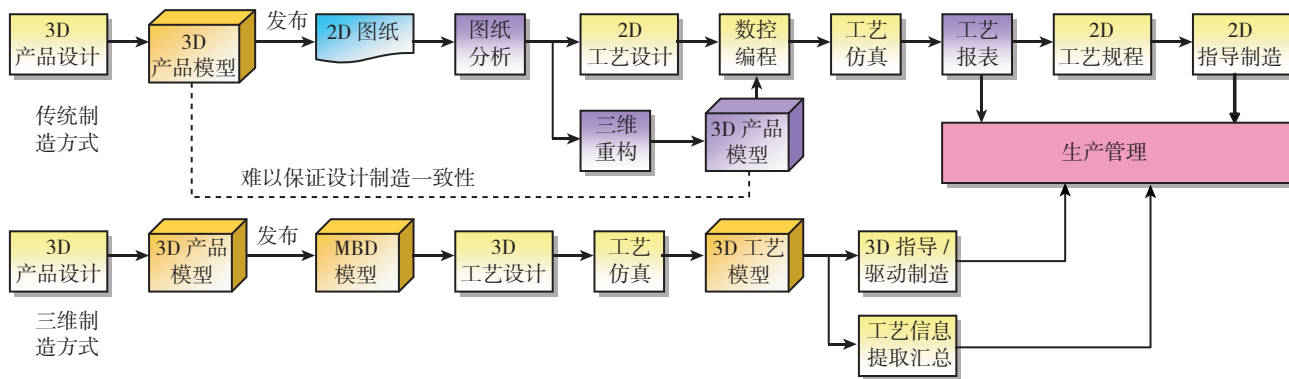 3D
产品设计
3D
产品模型
发布
2D 图纸
图纸
分析
2D
工艺设计
数控
编程
工艺
仿真
工艺
报表
2D
工艺规程
2D
指导制造
传统制
造方式
三维
重构
3D 产品
模型
生产管理
难以保证设计制造一致性
3D
产品设计
3D 产品
模型
发布
MBD
模型
3D
工艺设计
工艺
仿真
3D 工艺
模型
3D 指导 /
驱动制造
三维制
造方式
工艺信息
提取汇总